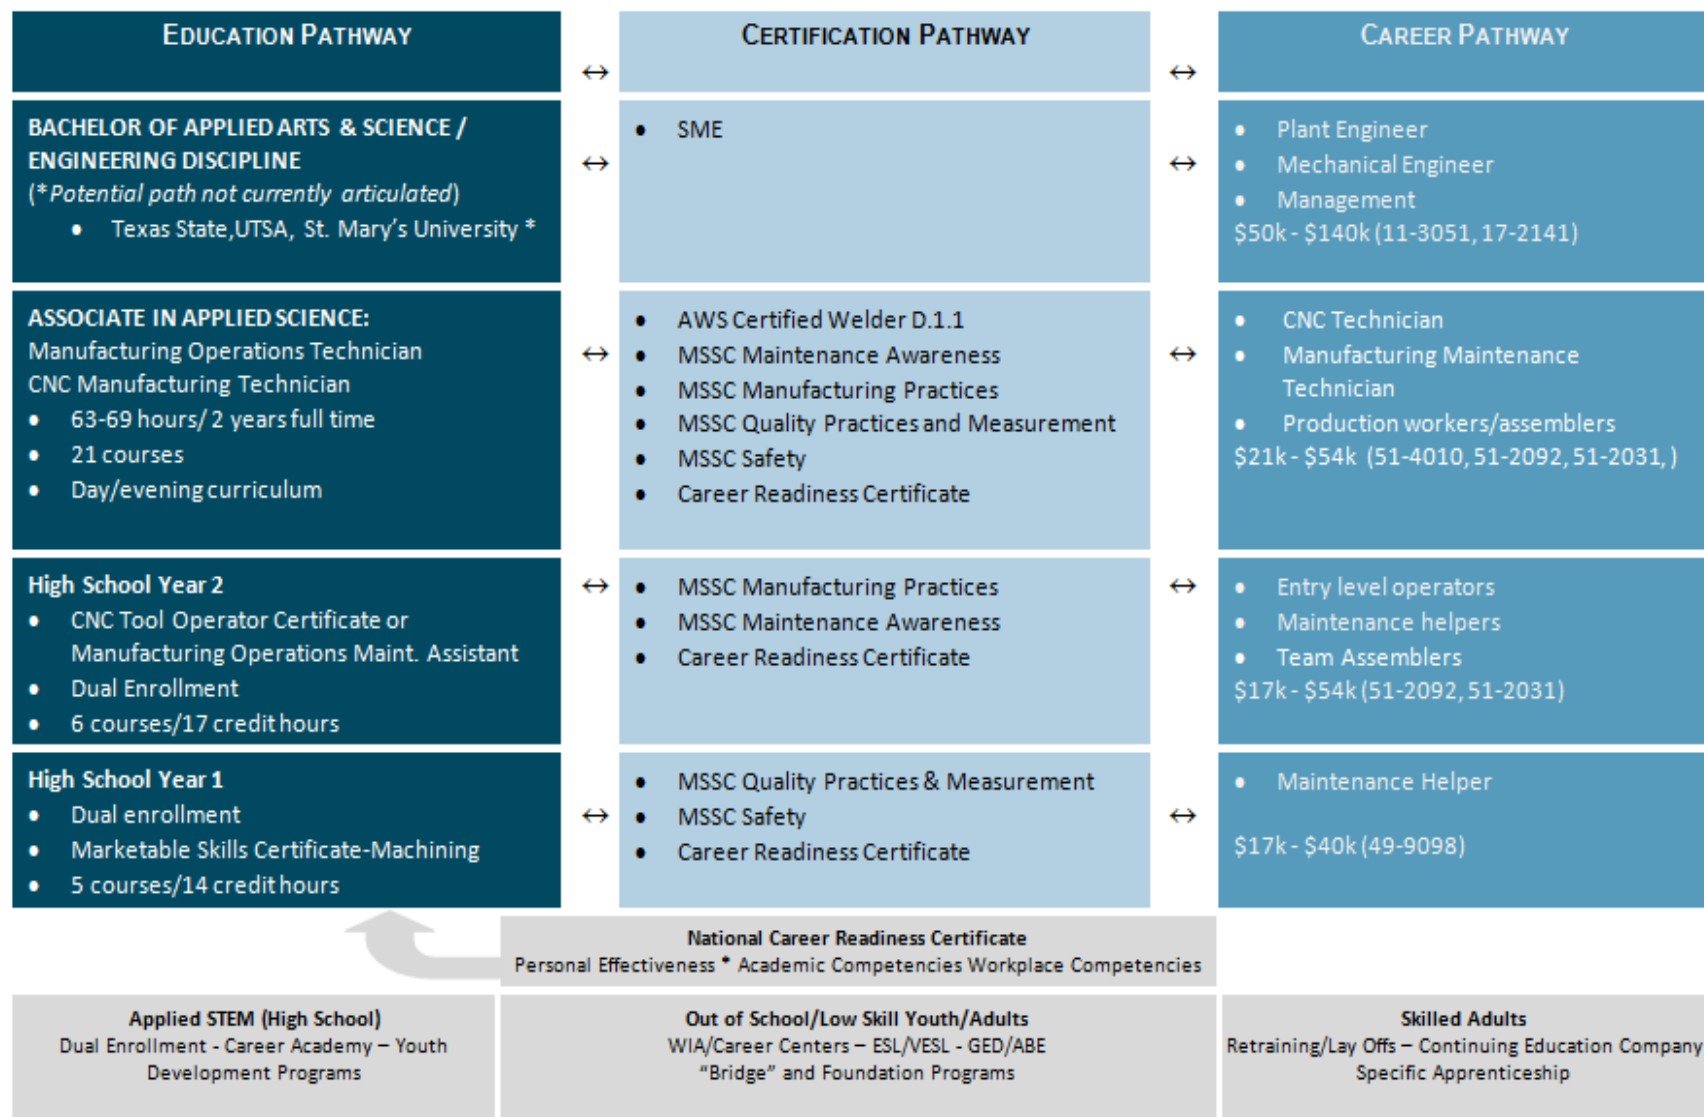 EDUCATION PATHWAY
↔
CERTIFICATION PATHWAY
↔
CAREER PATHWAY
BACHELOR OF APPLIED ARTS & SCIENCE /
ENGINEERING DISCIPLINE
(*Potential path not currently articulated)
• Texas State,UTSA, St. Mary's University *
↔
• SME
↔
• Plant Engineer
• Mechanical Engineer
• Management
$50k - $140k (11-3051, 17-2141)
ASSOCIATE IN APPLIED SCIENCE:
Manufacturing Operations Technician
CNC Manufacturing Technician
• 63-69 hours/ 2 years full time
• 21 courses
• Day/evening curriculum
↔
• AWS Certified Welder D.1.1
• MSSC Maintenance Awareness
• MSSC Manufacturing Practices
• MSSC Quality Practices and Measurement
• MSSC Safety
• Career Readiness Certificate
↔
• CNC Technician
• Manufacturing Maintenance
Technician
• Production workers/assemblers
$21k - $54k (51-4010, 51-2092, 51-2031, )
High School Year 2
• CNC Tool Operator Certificate or
Manufacturing Operations Maint. Assistant
• Dual Enrollment
• 6 courses/17 credit hours
↔
• MSSC Manufacturing Practices
• MSSC Maintenance Awareness
• Career Readiness Certificate
↔
• Entry level operators
• Maintenance helpers
• Team Assemblers
$17k - $54k (51-2092, 51-2031)
High School Year 1
• Dual enrollment
• Marketable Skills Certificate-Machining
• 5 courses/14 credit hours
↔
• MSSC Quality Practices & Measurement
• MSSC Safety
• Career Readiness Certificate
↔
• Maintenance Helper
$17k - $40k (49-9098)
National Career Readiness Certificate
Personal Effectiveness * Academic Competencies Workplace Competencies
Applied STEM (High School)
Dual Enrollment - Career Academy – Youth
Development Programs
Out of School/Low Skill Youth/Adults
WIA/Career Centers – ESL/VESL - GED/ABE
"Bridge" and Foundation Programs
Skilled Adults
Retraining/Lay Offs – Continuing Education Company
Specific Apprenticeship